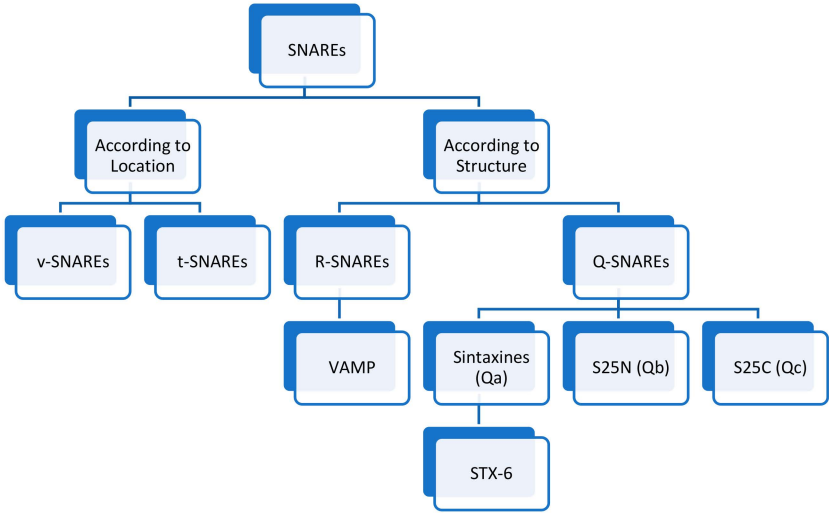 SNAREs
According to
Location
According to
Structure
v-SNAREs
t-SNAREs
R-SNAREs
Q-SNAREs
VAMP
Sintaxines
(Qa)
S25N (Qb)
S25C (Qc)
STX-6